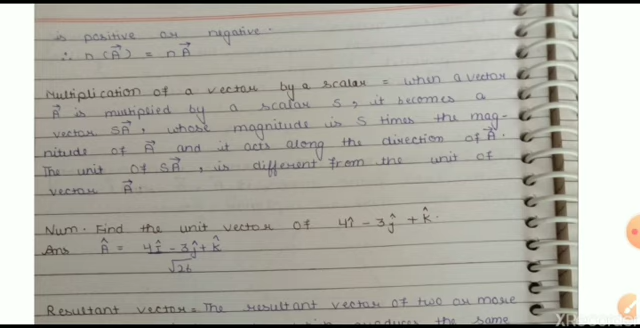 is positive or negative.
∴ n(A⃗) = nA⃗
Multiplication of a vector by a scalar = when a vector
A⃗ is multiplied by a scalar S, it becomes a
vector SA⃗, whose magnitude is S times the mag-
nitude of A⃗ and it acts along the direction of A⃗.
The unit of SA⃗, is different from the unit of
vector A⃗.
Num. Find the unit vector of 4î - 3ĵ + k̂
Ans Â = 4î - 3ĵ + k̂
√26
Resultant vector = The resultant vector of two or more
produces the same